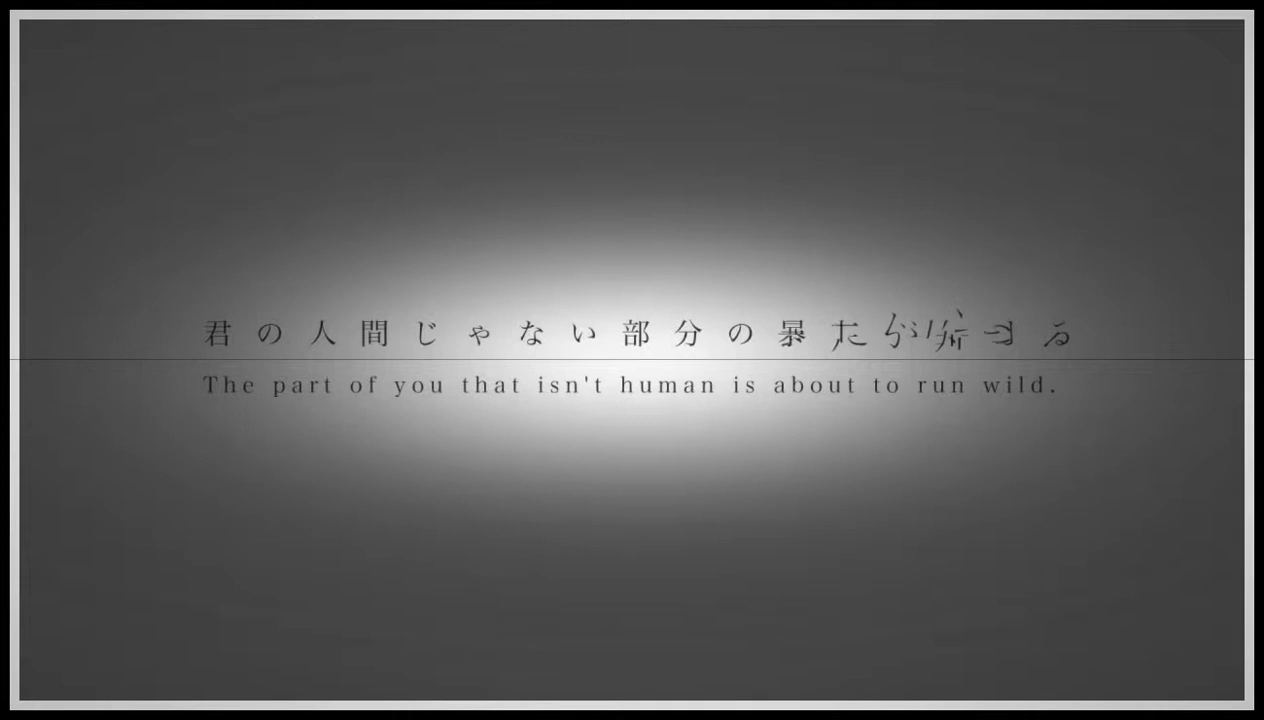 君の人間じゃない部分の暴
The part of you that isn't human is about to run wild.